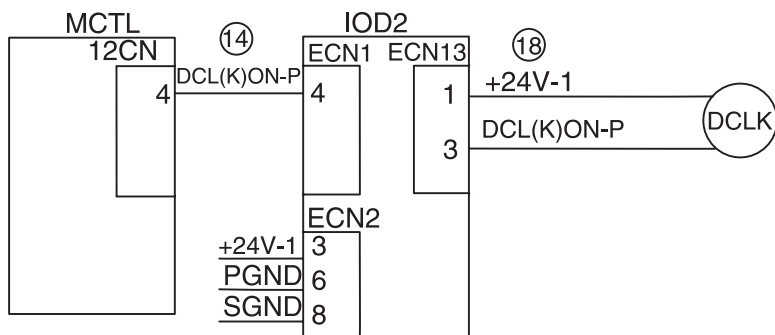 MCTL
IOD2
12CN
14
ECN1
ECN13
18
4
DCL(K)ON-P
4
1
+24V-1
DCLK
3
DCL(K)ON-P
ECN2
+24V-1
3
PGND
6
SGND
8